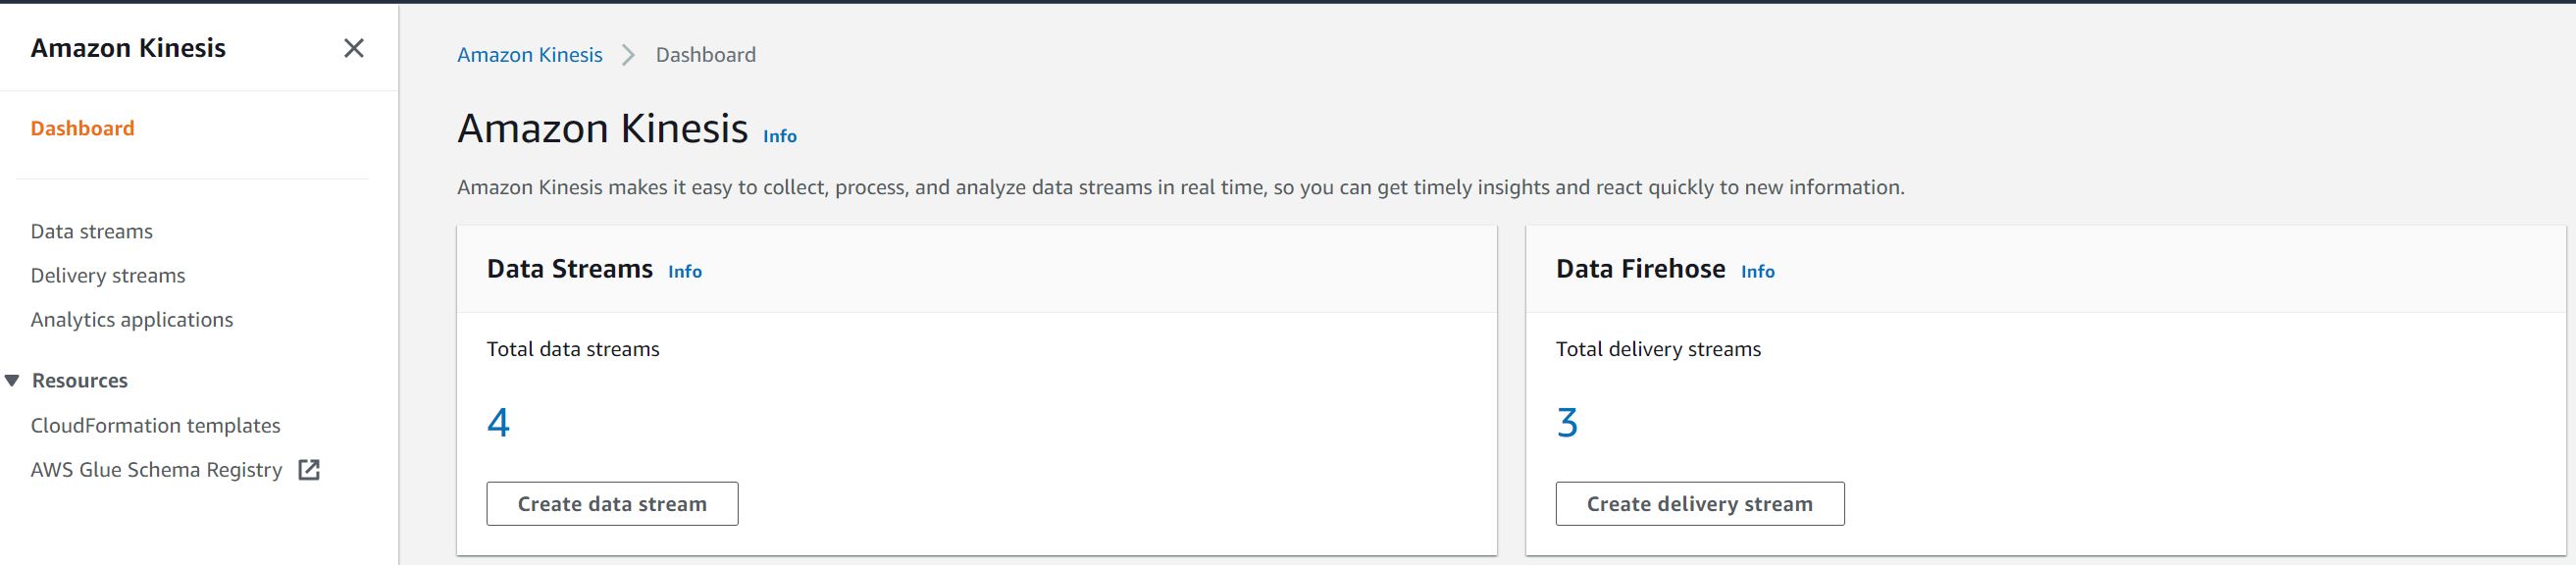 Amazon Kinesis
Dashboard
Data streams
Delivery streams
Analytics applications
Resources
CloudFormation templates
AWS Glue Schema Registry
Amazon Kinesis > Dashboard
Amazon Kinesis Info
Amazon Kinesis makes it easy to collect, process, and analyze data streams in real time, so you can get timely insights and react quickly to new information.
Data Streams Info
Total data streams
4
Create data stream
Data Firehose Info
Total delivery streams
3
Create delivery stream